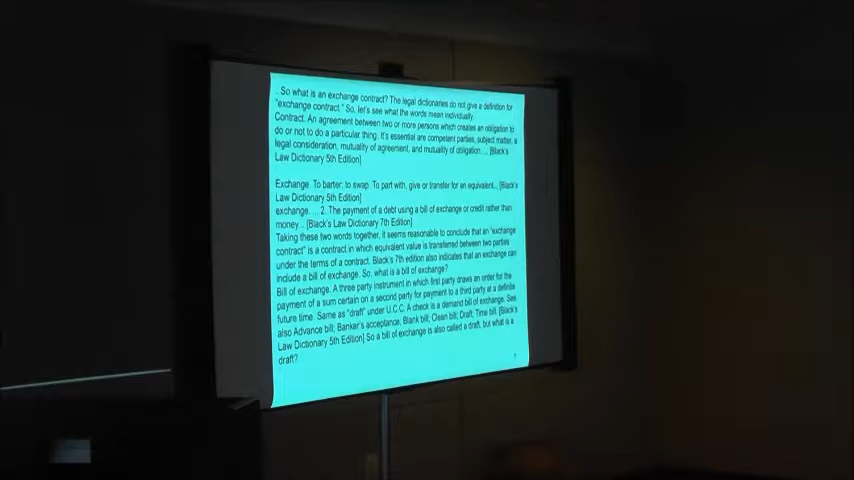 . So what is an exchange contract? The legal dictionaries do not give a definition for
"exchange contract." So, let's see what the words mean individually.
Contract. An agreement between two or more persons which creates an obligation to
do or not to do a particular thing. It's essential are competent parties, subject matter, a
legal consideration, mutuality of agreement, and mutuality of obligation. ... [Black's
Law Dictionary 5th Edition]
Exchange. To barter; to swap. To part with, give or transfer for an equivalent... [Black's
Law Dictionary 5th Edition]
exchange. ... 2. The payment of a debt using a bill of exchange or credit rather than
money... [Black's Law Dictionary 7th Edition]
Taking these two words together, it seems reasonable to conclude that an "exchange
contract" is a contract in which equivalent value is transferred between two parties
under the terms of a contract. Black's 7th edition also indicates that an exchange can
include a bill of exchange. So, what is a bill of exchange?
Bill of exchange. A three party instrument in which first party draws an order for the
payment of a sum certain on a second party for payment to a third party at a definite
future time. Same as "draft" under U.C.C. A check is a demand bill of exchange. See
also Advance bill; Banker's acceptance; Blank bill; Clean bill; Draft; Time bill. [Black's
Law Dictionary 5th Edition] So a bill of exchange is also called a draft, but what is a
draft?